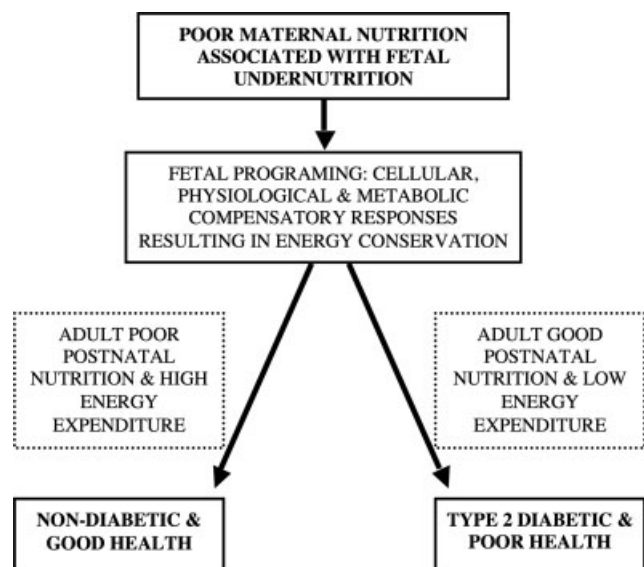 POOR MATERNAL NUTRITION
ASSOCIATED WITH FETAL
UNDERNUTRITION
FETAL PROGRAMING: CELLULAR,
PHYSIOLOGICAL & METABOLIC
COMPENSATORY RESPONSES
RESULTING IN ENERGY CONSERVATION
ADULT POOR
POSTNATAL
NUTRITION & HIGH
ENERGY
EXPENDITURE
ADULT GOOD
POSTNATAL
NUTRITION & LOW
ENERGY
EXPENDITURE
NON-DIABETIC &
GOOD HEALTH
TYPE 2 DIABETIC &
POOR HEALTH